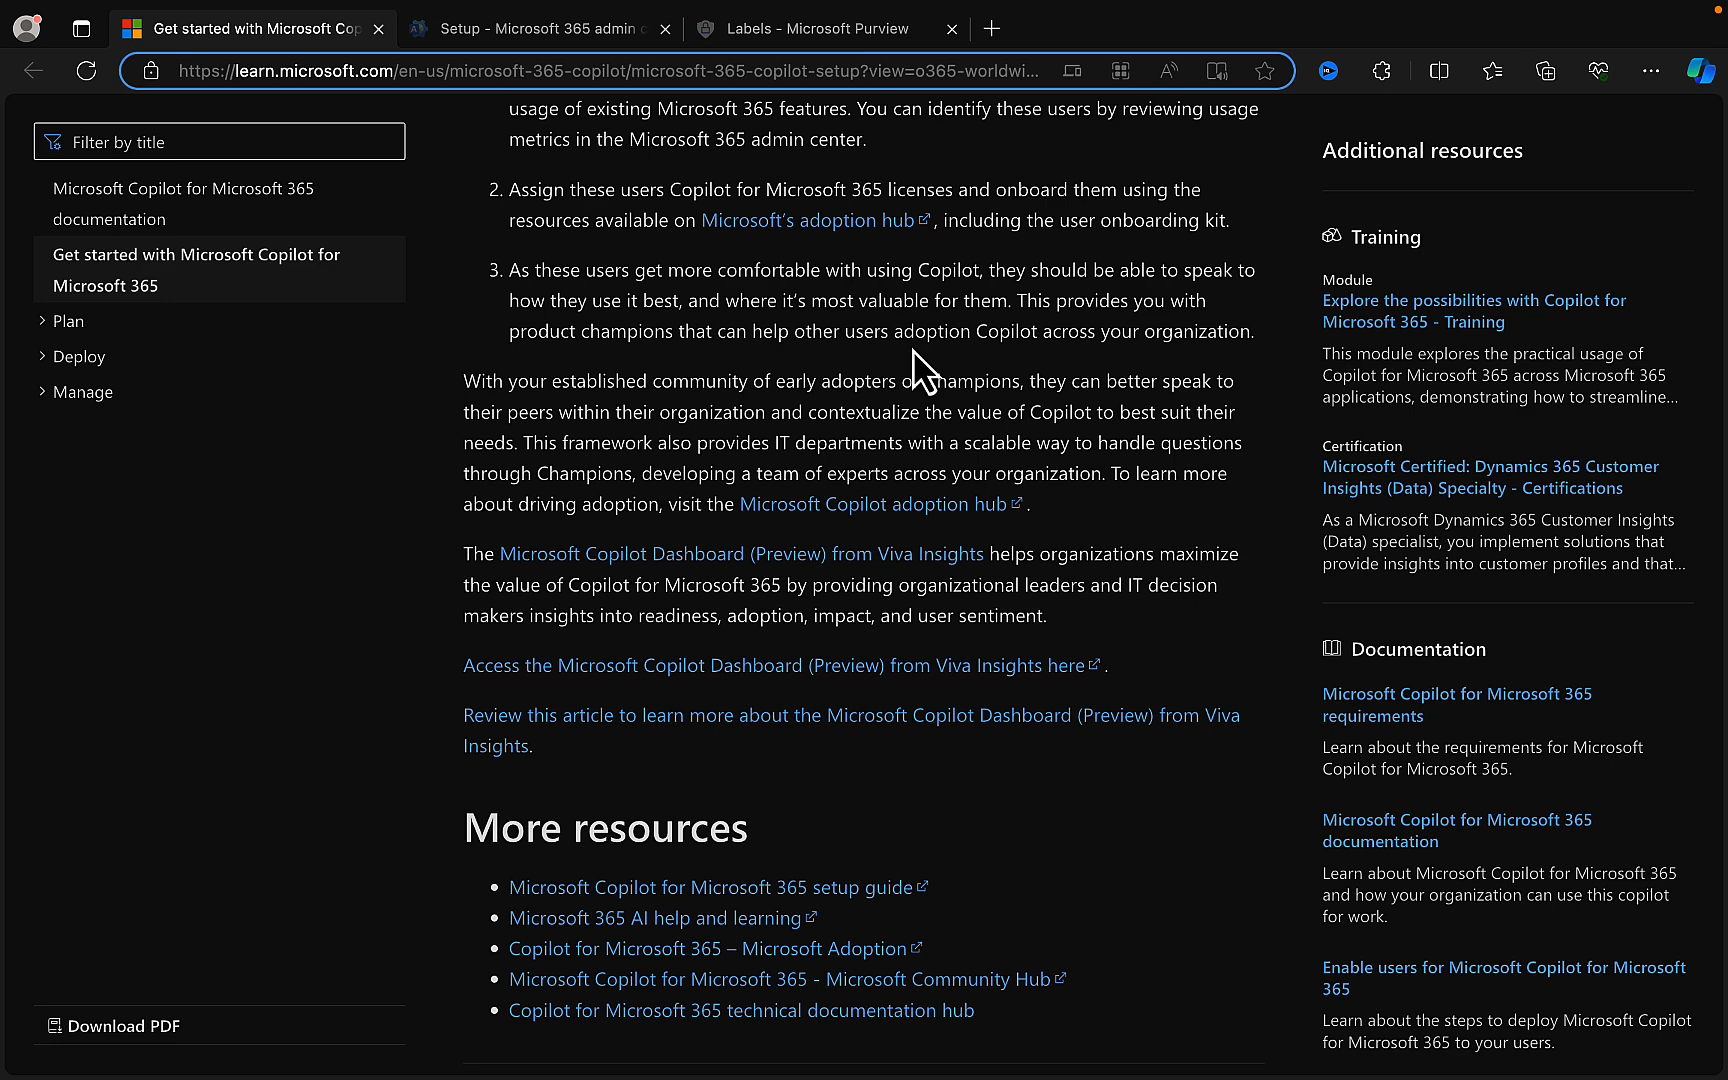 Get started with Microsoft Cop
Setup - Microsoft 365 admin c
Labels - Microsoft Purview
https://learn.microsoft.com/en-us/microsoft-365-copilot/microsoft-365-copilot-setup?view=o365-worldwi...
Filter by title
Microsoft Copilot for Microsoft 365
documentation
Get started with Microsoft Copilot for
Microsoft 365
Plan
Deploy
Manage
Download PDF
usage of existing Microsoft 365 features. You can identify these users by reviewing usage
metrics in the Microsoft 365 admin center.
2. Assign these users Copilot for Microsoft 365 licenses and onboard them using the
resources available on Microsoft's adoption hub , including the user onboarding kit.
3. As these users get more comfortable with using Copilot, they should be able to speak to
how they use it best, and where it's most valuable for them. This provides you with
product champions that can help other users adoption Copilot across your organization.
With your established community of early adopters champions, they can better speak to
their peers within their organization and contextualize the value of Copilot to best suit their
needs. This framework also provides IT departments with a scalable way to handle questions
through Champions, developing a team of experts across your organization. To learn more
about driving adoption, visit the Microsoft Copilot adoption hub .
The Microsoft Copilot Dashboard (Preview) from Viva Insights helps organizations maximize
the value of Copilot for Microsoft 365 by providing organizational leaders and IT decision
makers insights into readiness, adoption, impact, and user sentiment.
Access the Microsoft Copilot Dashboard (Preview) from Viva Insights here .
Review this article to learn more about the Microsoft Copilot Dashboard (Preview) from Viva
Insights.
More resources
• Microsoft Copilot for Microsoft 365 setup guide
• Microsoft 365 AI help and learning
• Copilot for Microsoft 365 – Microsoft Adoption
• Microsoft Copilot for Microsoft 365 - Microsoft Community Hub
• Copilot for Microsoft 365 technical documentation hub
Additional resources
Training
Module
Explore the possibilities with Copilot for
Microsoft 365 - Training
This module explores the practical usage of
Copilot for Microsoft 365 across Microsoft 365
applications, demonstrating how to streamline...
Certification
Microsoft Certified: Dynamics 365 Customer
Insights (Data) Specialty - Certifications
As a Microsoft Dynamics 365 Customer Insights
(Data) specialist, you implement solutions that
provide insights into customer profiles and that...
Documentation
Microsoft Copilot for Microsoft 365
requirements
Learn about the requirements for Microsoft
Copilot for Microsoft 365.
Microsoft Copilot for Microsoft 365
documentation
Learn about Microsoft Copilot for Microsoft 365
and how your organization can use this copilot
for work.
Enable users for Microsoft Copilot for Microsoft
365
Learn about the steps to deploy Microsoft Copilot
for Microsoft 365 to your users.